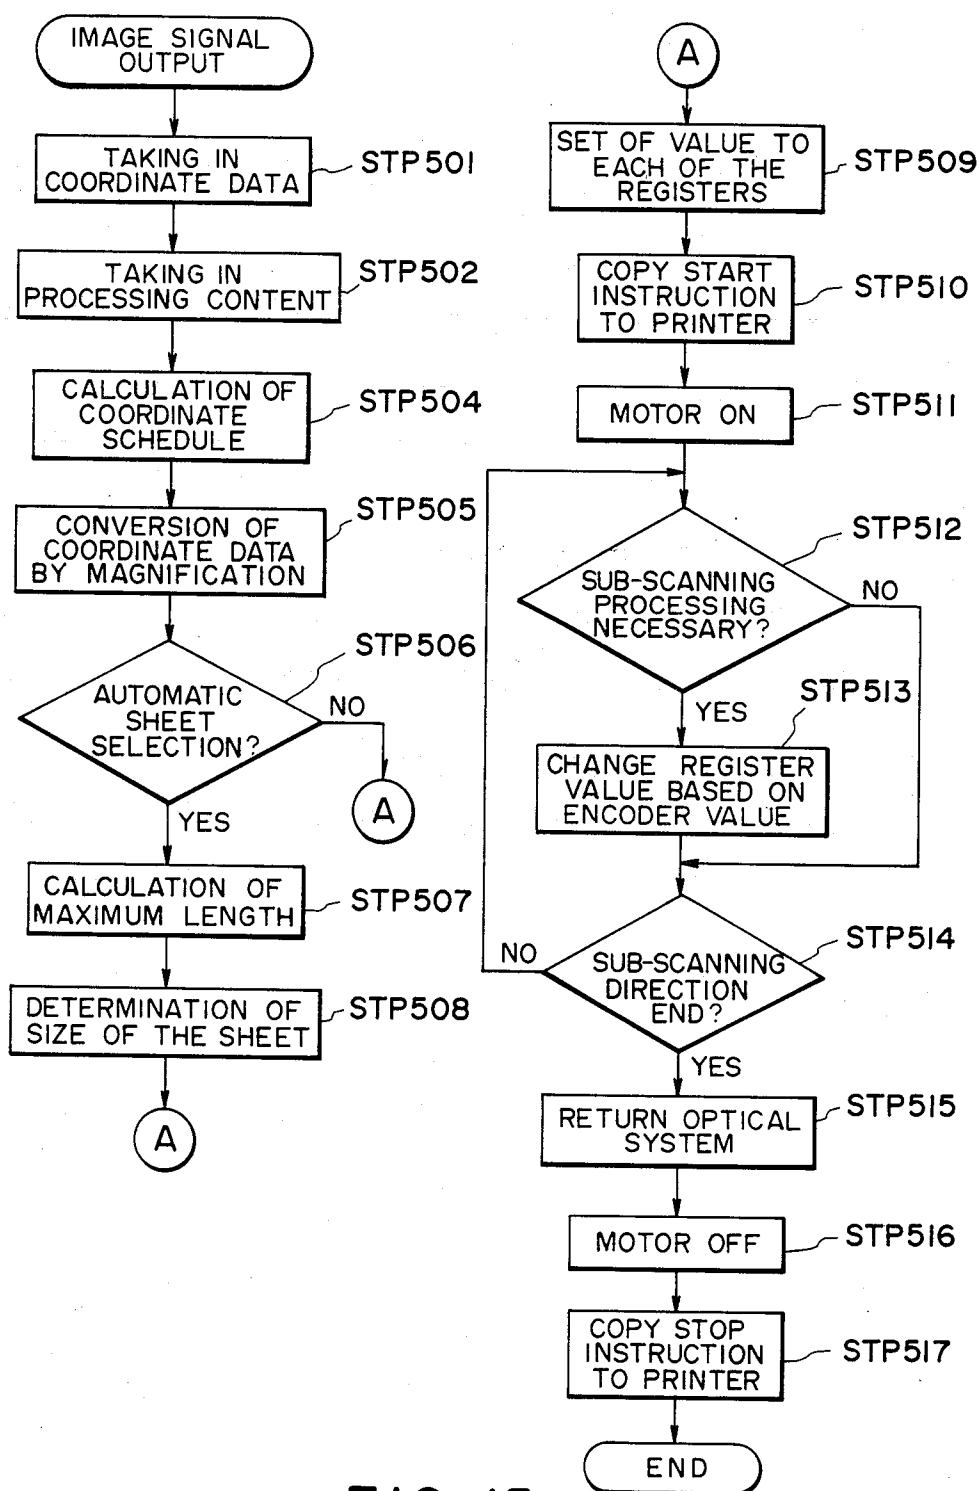 IMAGE SIGNAL
OUTPUT
TAKING IN
COORDINATE DATA
STP501
TAKING IN
PROCESSING CONTENT
STP502
CALCULATION OF
COORDINATE
SCHEDULE
STP504
CONVERSION OF
COORDINATE DATA
BY MAGNIFICATION
STP505
AUTOMATIC
SHEET
SELECTION?
STP506
NO
A
YES
CALCULATION OF
MAXIMUM LENGTH
STP507
DETERMINATION OF
SIZE OF THE SHEET
STP508
A
A
SET OF VALUE TO
EACH OF THE
REGISTERS
STP509
COPY START
INSTRUCTION
TO PRINTER
STP510
MOTOR ON
STP511
SUB-SCANNING
PROCESSING
NECESSARY?
STP512
NO
YES
STP513
CHANGE REGISTER
VALUE BASED ON
ENCODER VALUE
SUB-SCANNING
DIRECTION
END?
STP514
NO
YES
RETURN OPTICAL
SYSTEM
STP515
MOTOR OFF
STP516
COPY STOP
INSTRUCTION
TO PRINTER
STP517
END